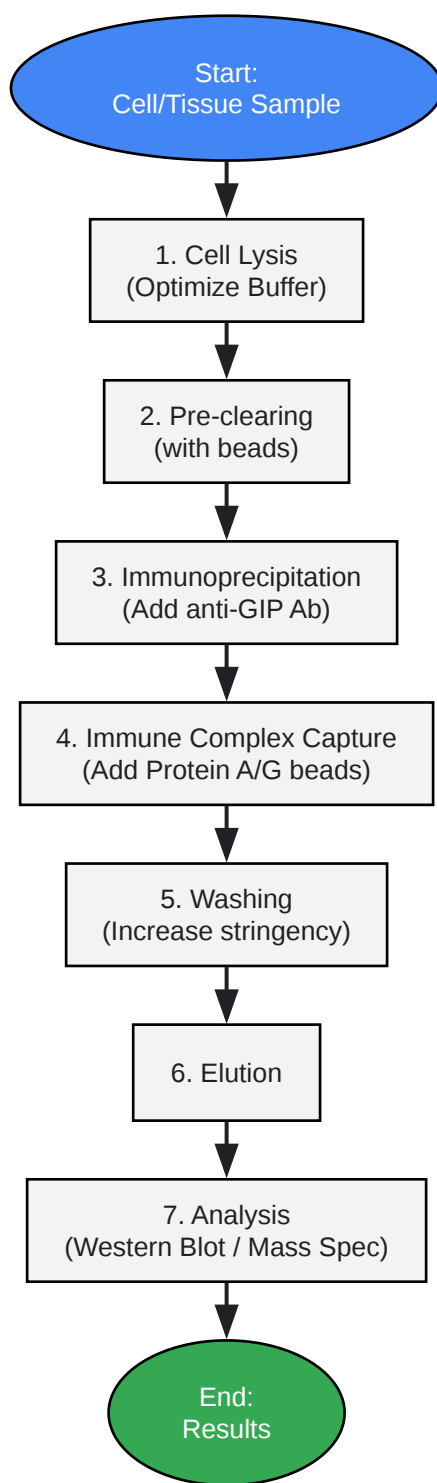 Start:
Cell/Tissue Sample
1. Cell Lysis
(Optimize Buffer)
2. Pre-clearing
(with beads)
3. Immunoprecipitation
(Add anti-GIP Ab)
4. Immune Complex Capture
(Add Protein A/G beads)
5. Washing
(Increase stringency)
6. Elution
7. Analysis
(Western Blot / Mass Spec)
End:
Results